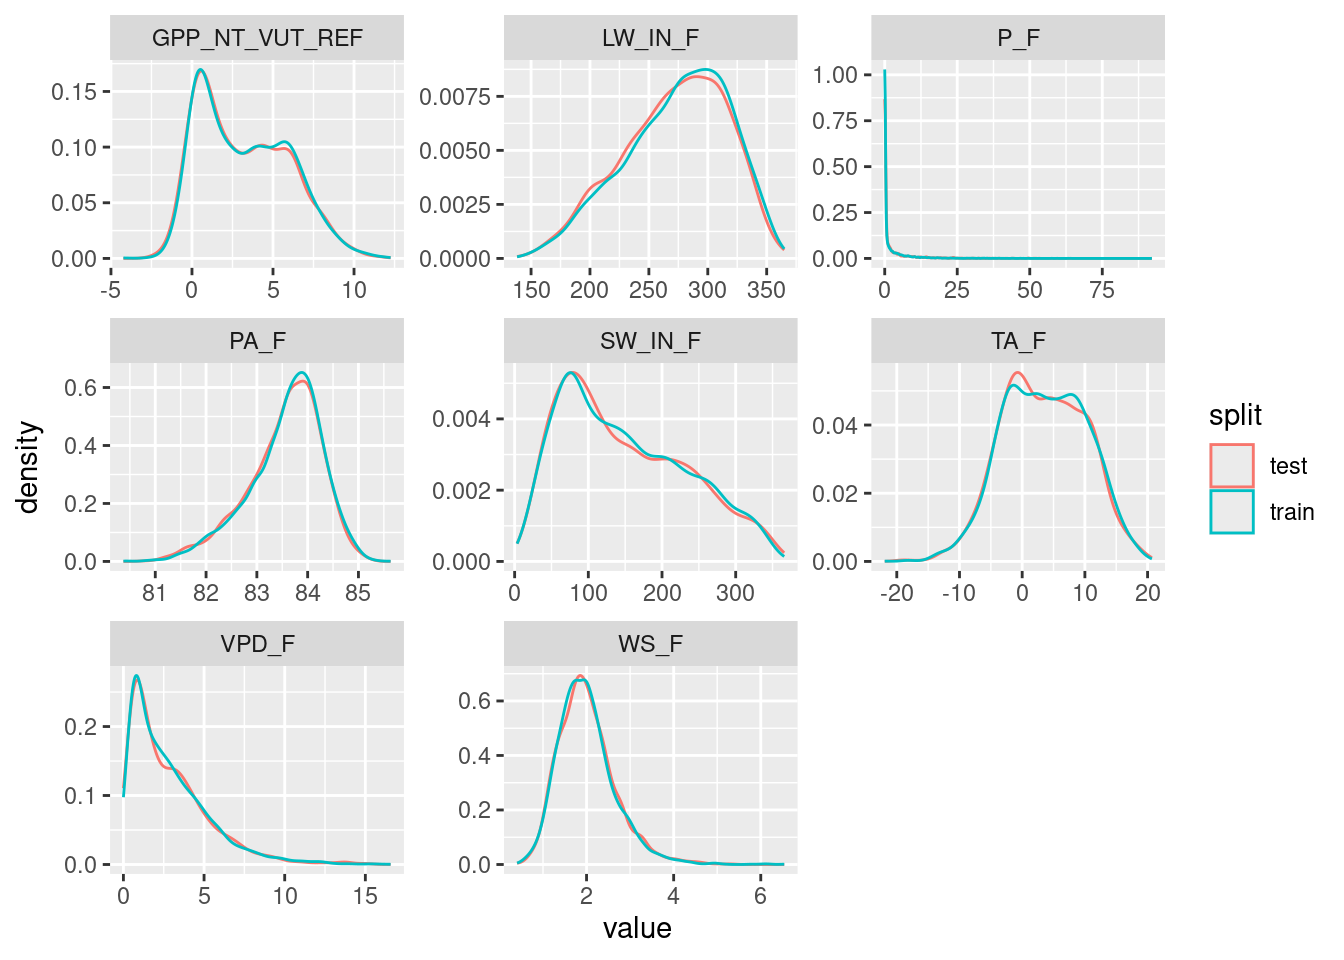 GPP_NT_VUT_REF LW_IN_F P_F
0.15 0.10 0.05 0.00
-5 0 5 10
0.0075 0.0050 0.0025 0.0000
150 200 250 300 350
1.00 0.75 0.50 0.25 0.00
0 25 50 75
PA_F SW_IN_F TA_F
0.6 0.4 0.2 0.0
81 82 83 84 85
0.004 0.002 0.000
0 100 200 300
0.04 0.02 0.00
-20 -10 0 10 20
VPD_F WS_F
0.2 0.1 0.0
0 5 10 15
0.6 0.4 0.2 0.0
2 4 6
density
value
split
test
train